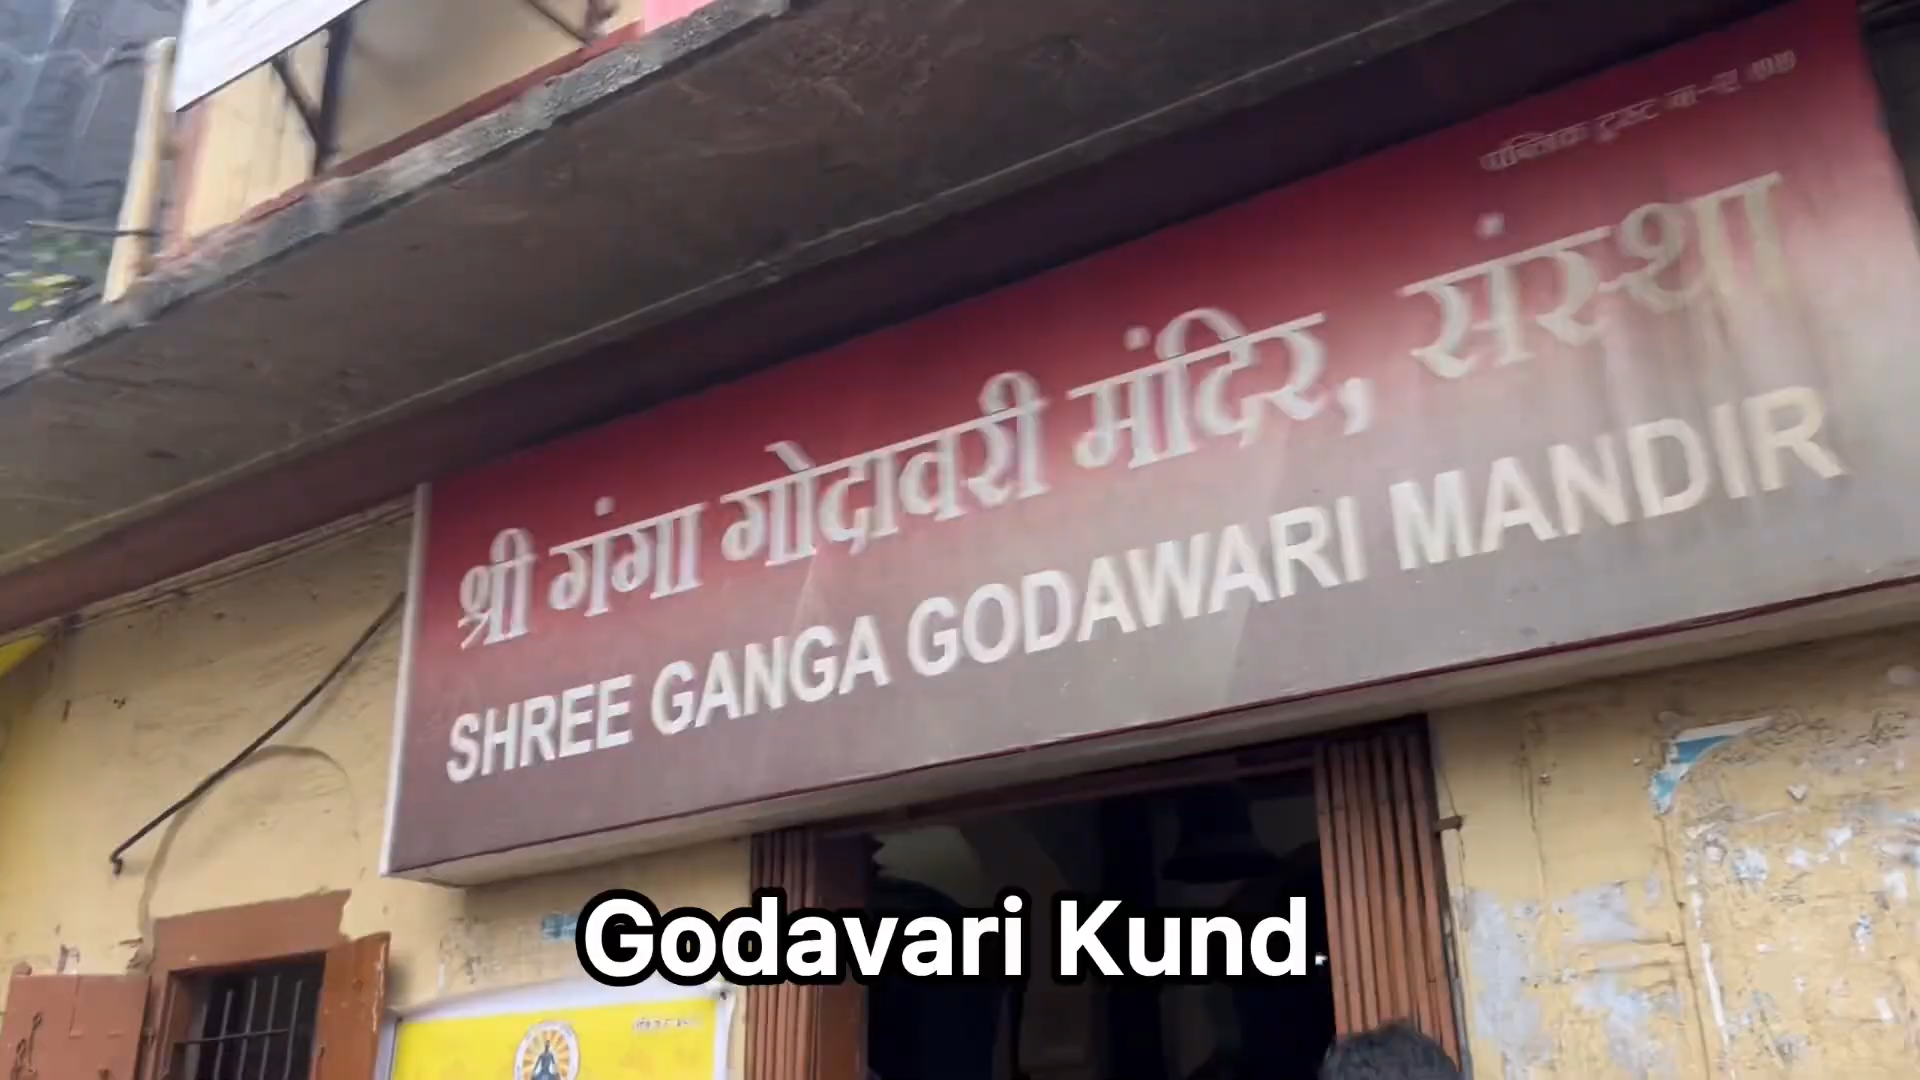 श्री गंगा गोदावरी मंदिर, संस्था
SHREE GANGA GODAWARI MANDIR
Godavari Kund